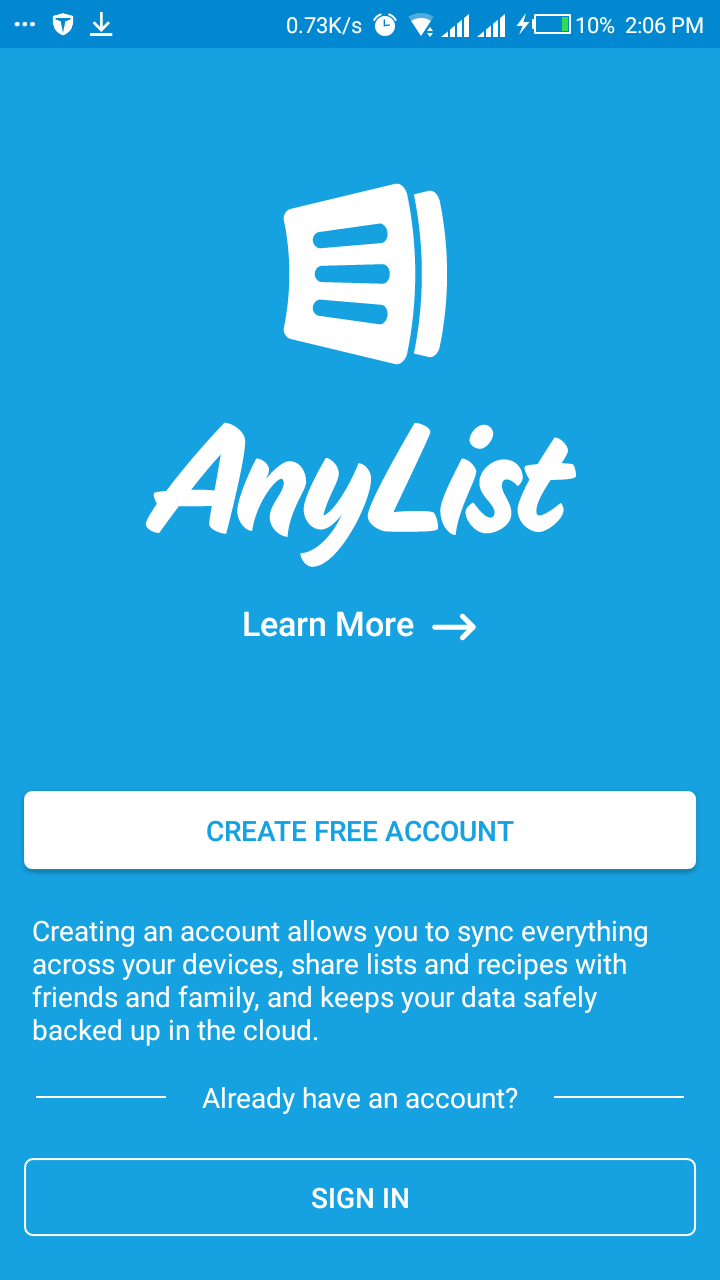 0.73K/s 10% 2:06 PM
AnyList
Learn More
CREATE FREE ACCOUNT
Creating an account allows you to sync everything
across your devices, share lists and recipes with
friends and family, and keeps your data safely
backed up in the cloud.
Already have an account?
SIGN IN